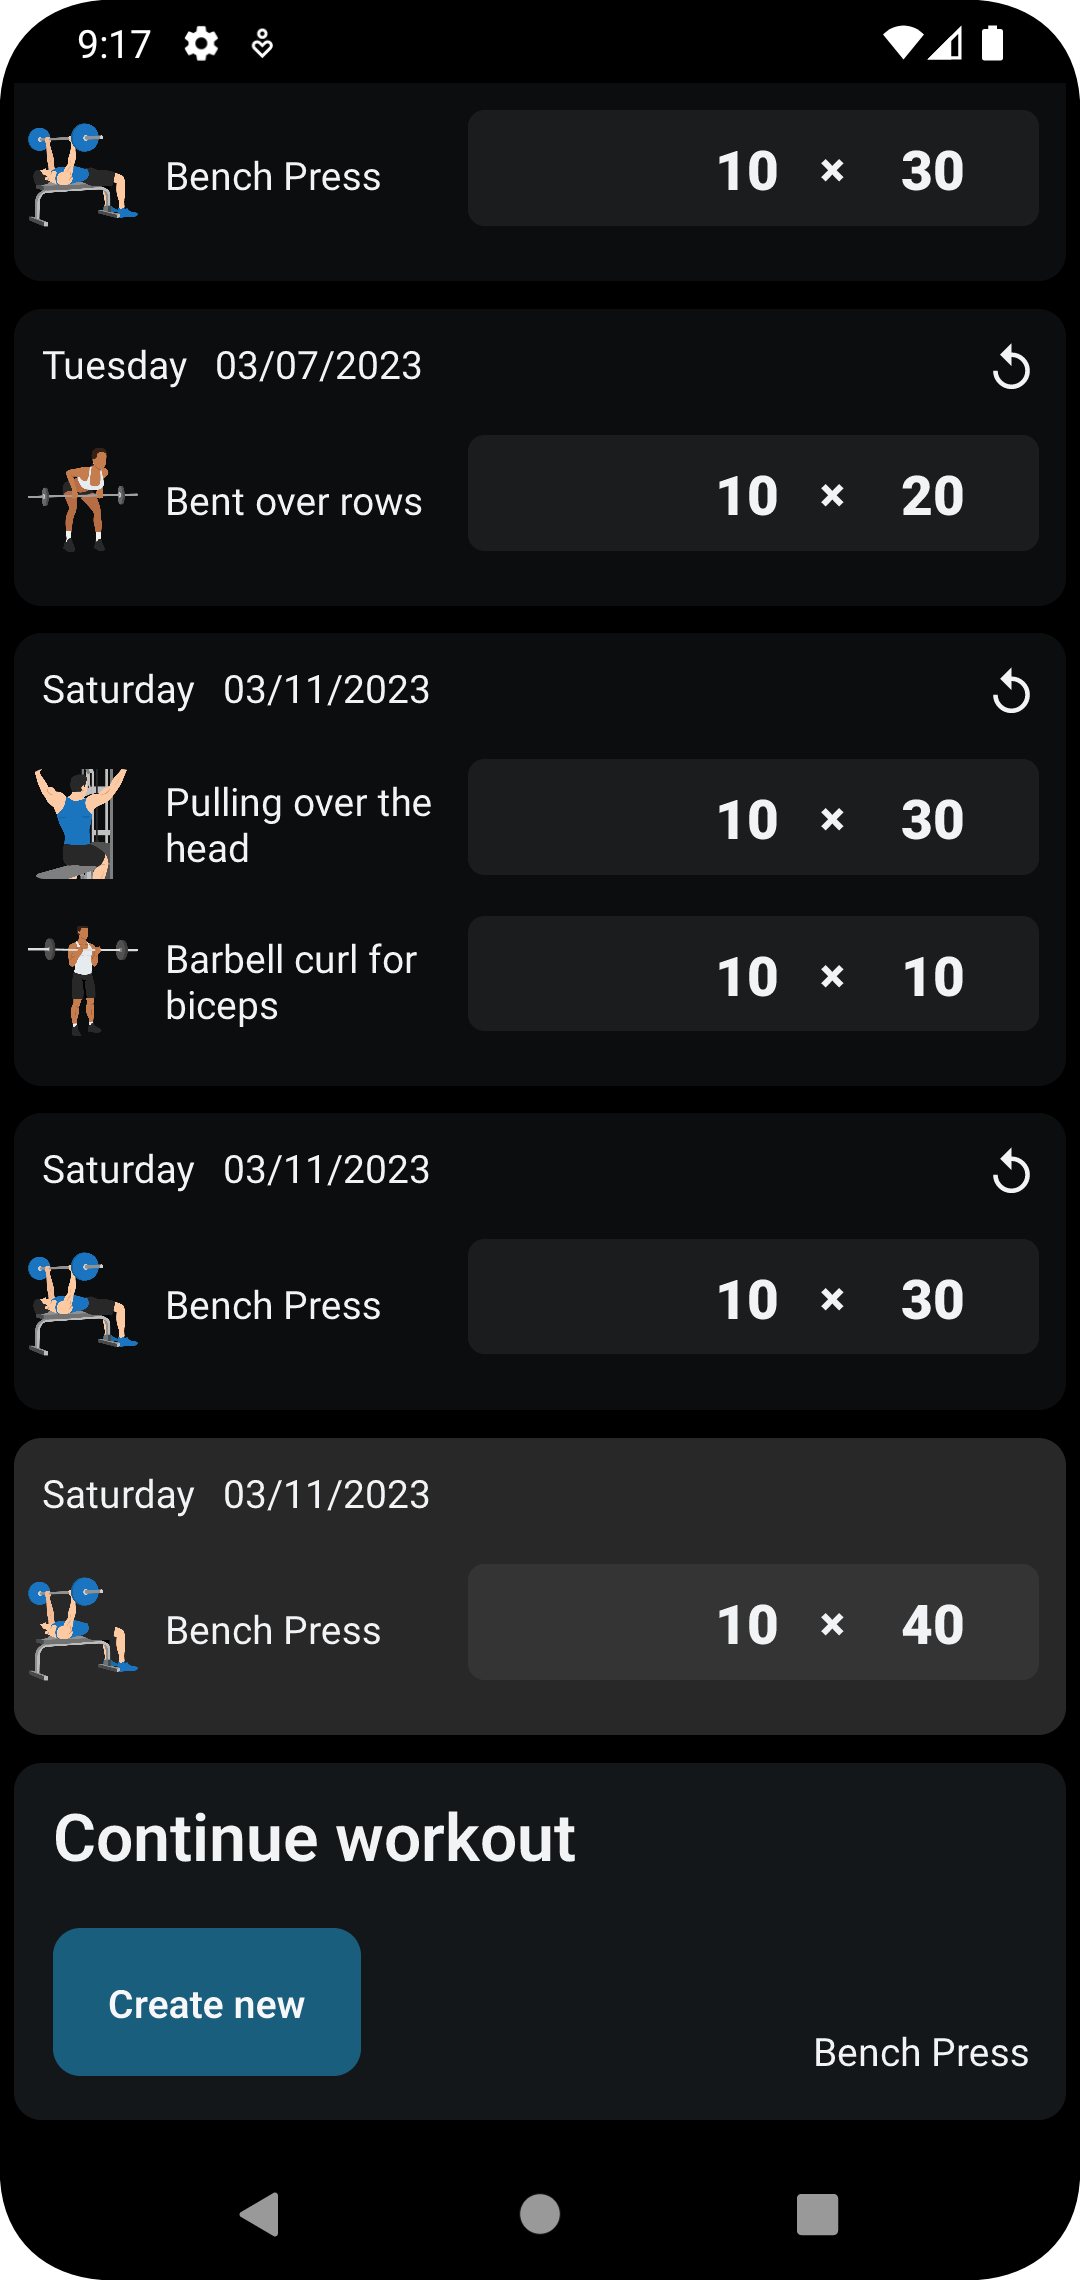 9:17
Bench Press 10 × 30
Tuesday 03/07/2023
Bent over rows 10 × 20
Saturday 03/11/2023
Pulling over the
head
10 × 30
Barbell curl for
biceps
10 × 10
Saturday 03/11/2023
Bench Press 10 × 30
Saturday 03/11/2023
Bench Press 10 × 40
Continue workout
Create new
Bench Press